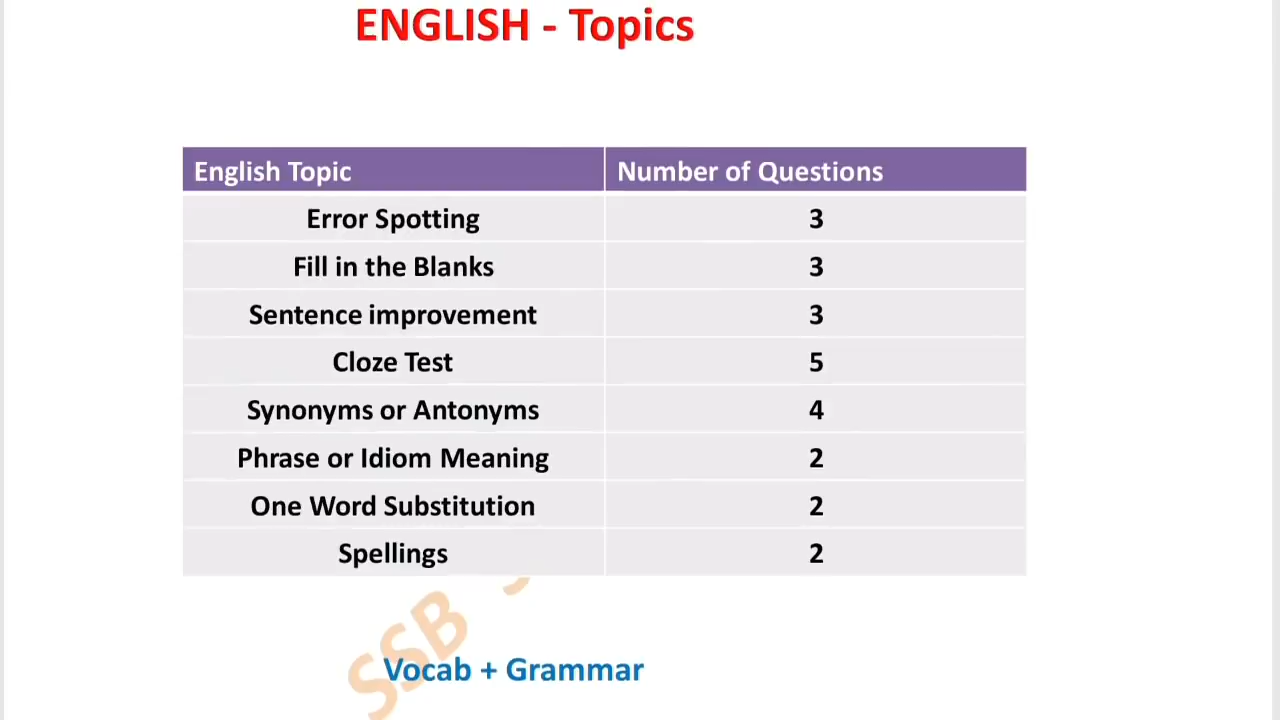 ENGLISH - Topics
English Topic Number of Questions
Error Spotting 3
Fill in the Blanks 3
Sentence improvement 3
Cloze Test 5
Synonyms or Antonyms 4
Phrase or Idiom Meaning 2
One Word Substitution 2
Spellings 2
SSB
Vocab + Grammar